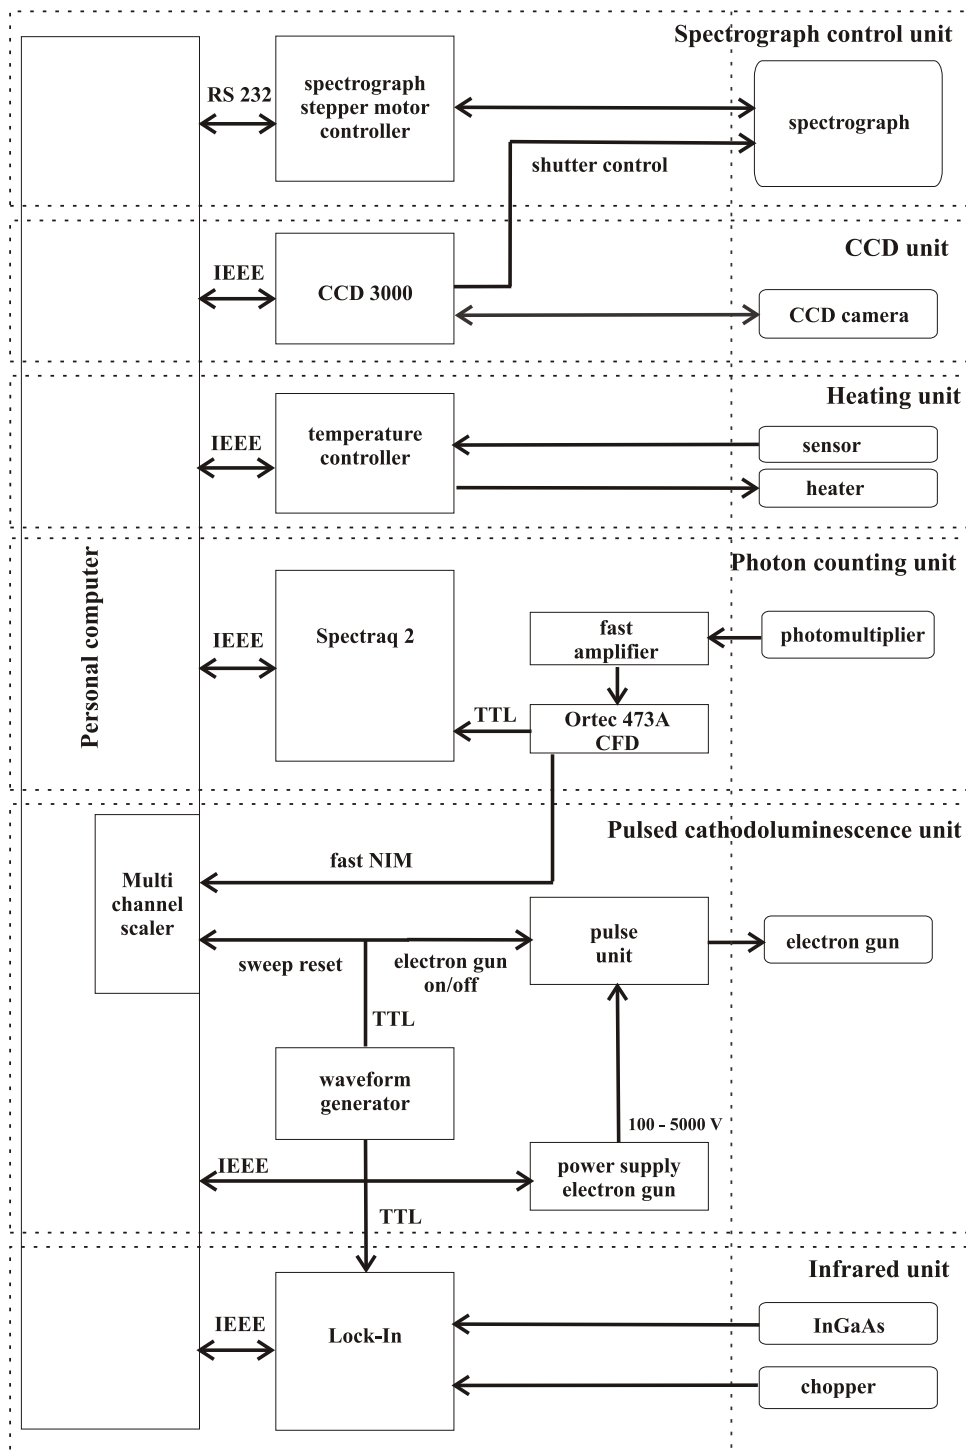 Spectrograph control unit
RS 232
spectrograph
stepper motor
controller
spectrograph
shutter control
CCD unit
IEEE
CCD 3000
CCD camera
Heating unit
IEEE
temperature
controller
sensor
heater
Personal computer
Photon counting unit
IEEE
Spectraq 2
fast
amplifier
photomultiplier
TTL
Ortec 473A
CFD
Pulsed cathodoluminescence unit
fast NIM
Multi
channel
scaler
sweep reset
electron gun
on/off
pulse
unit
electron gun
TTL
waveform
generator
100 - 5000 V
IEEE
power supply
electron gun
TTL
Infrared unit
IEEE
Lock-In
InGaAs
chopper